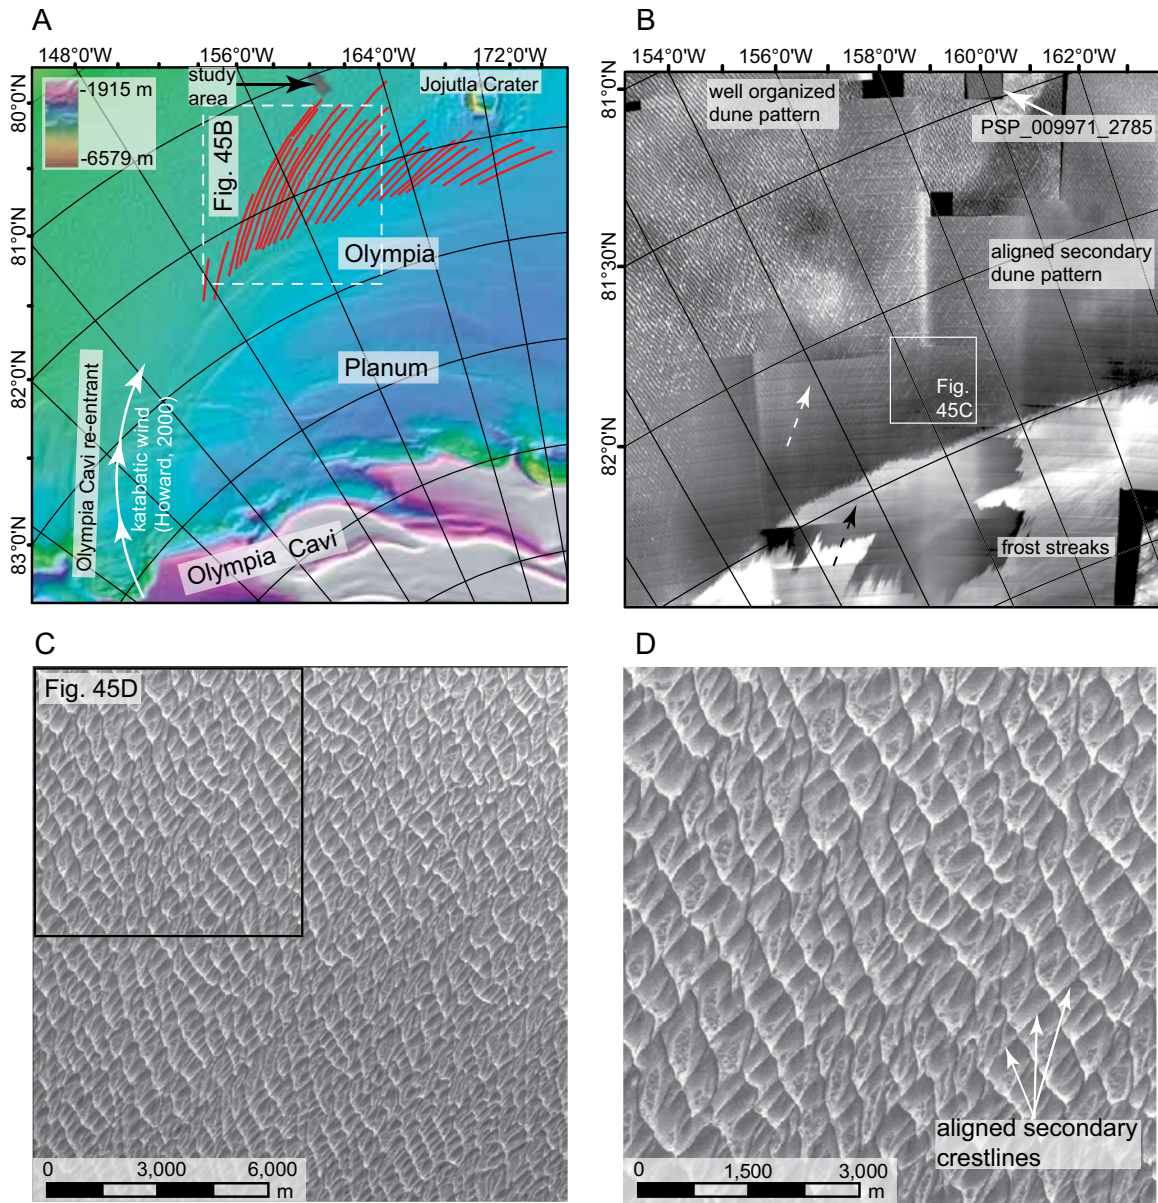 A
148°0'W 156°0'W 164°0'W 172°0'W
80°0'N
81°0'N
82°0'N
83°0'N
-1915 m
-6579 m
study
area
Jojutla Crater
Fig. 45B
Olympia
Planum
Olympia Cavi re-entrant
katabatic wind
(Howard, 2000)
Olympia Cavi
B
154°0'W 156°0'W 158°0'W 160°0'W 162°0'W
81°0'N
81°30'N
82°0'N
well organized
dune pattern
PSP_009971_2785
aligned secondary
dune pattern
Fig.
45C
frost streaks
C
Fig. 45D
0 3,000 6,000
m
D
aligned secondary
crestlines
0 1,500 3,000
m